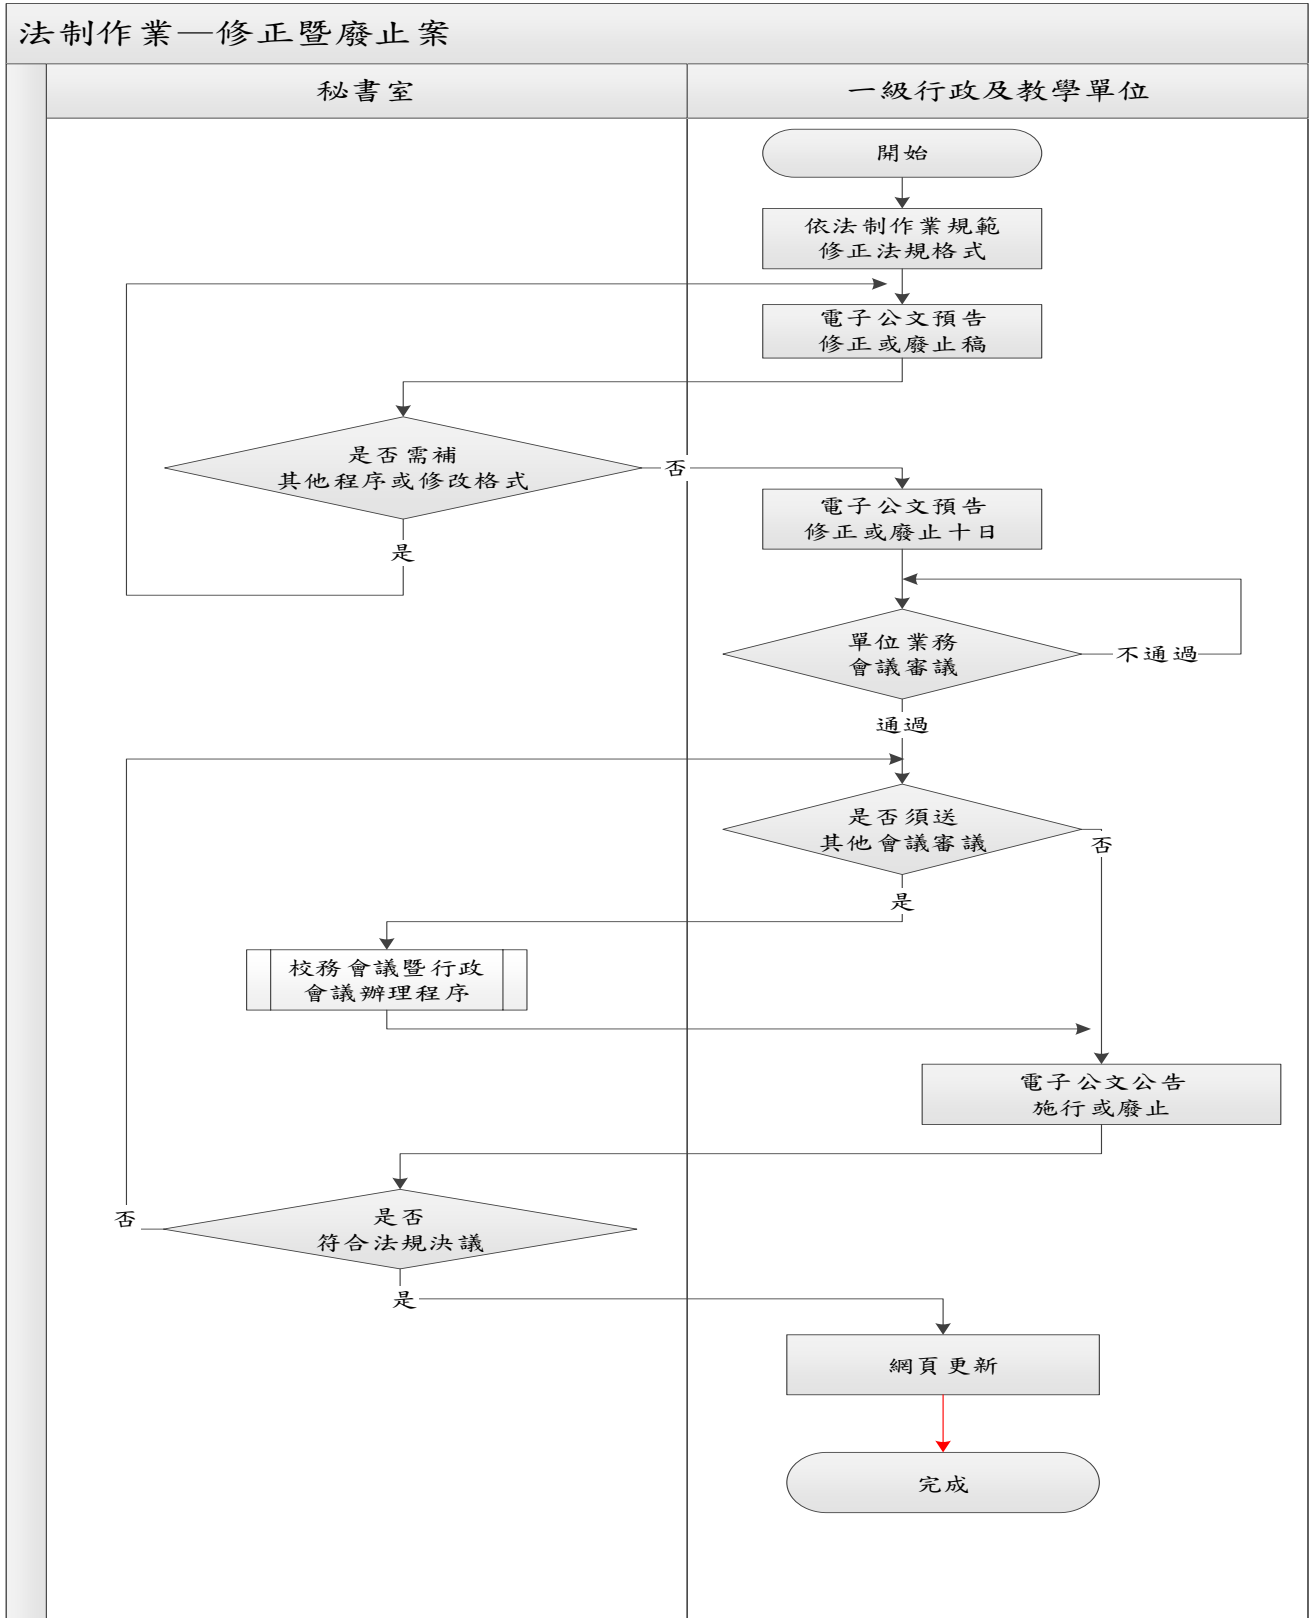 法制作業—修正暨廢止案
秘書室
一級行政及教學單位
開始
依法制作業規範
修正法規格式
電子公文預告
修正或廢止稿
是否需補
其他程序或修改格式
否
是
電子公文預告
修正或廢止十日
單位業務
會議審議
不通過
通過
是否須送
其他會議審議
否
是
校務會議暨行政
會議辦理程序
電子公文公告
施行或廢止
是否
符合法規決議
否
是
網頁更新
完成